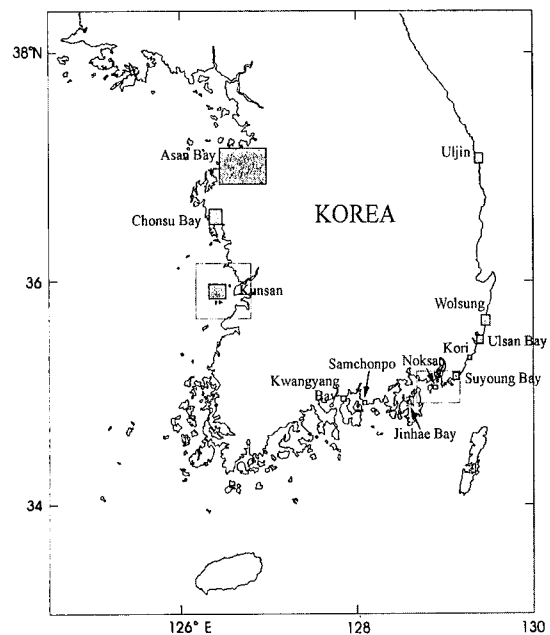 38°N
Asan Bay
Uljin
Chonsu Bay
KOREA
36
Kunsan
Wolsung
Ulsan Bay
Kori
Noksan
Samchonpo
Suyoung Bay
Kwangyang
Bay
Jinhae Bay
34
126° E
128
130